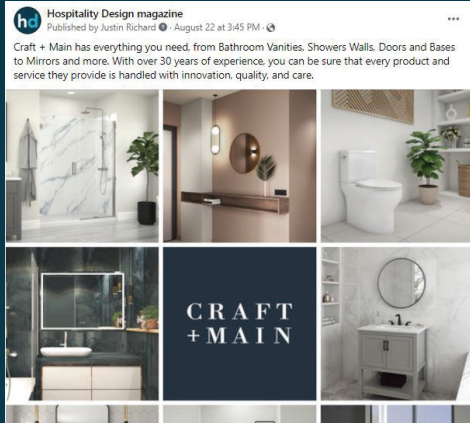 hd
Hospitality Design magazine
Published by Justin Richard · August 22 at 3:45 PM ·
Craft + Main has everything you need, from Bathroom Vanities, Showers Walls, Doors and Bases
to Mirrors and more. With over 30 years of experience, you can be sure that every product and
service they provide is handled with innovation, quality, and care.
CRAFT
+MAIN